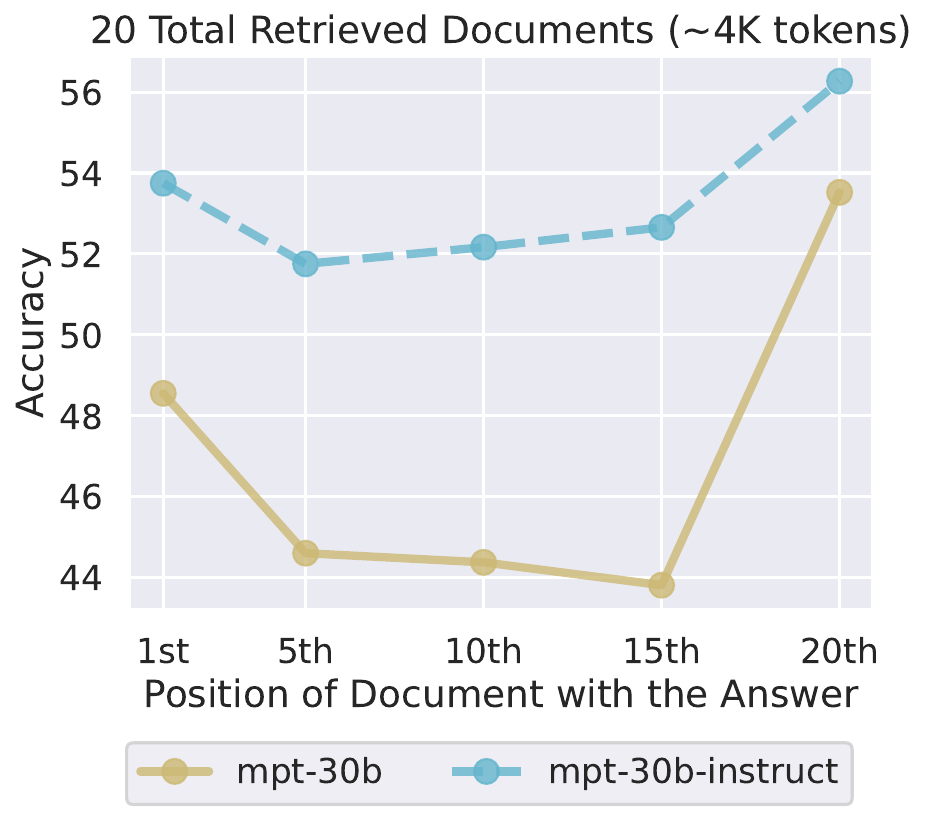 20 Total Retrieved Documents (~4K tokens)
56
54
52
50
48
46
44
Accuracy
1st 5th 10th 15th 20th
Position of Document with the Answer
mpt-30b mpt-30b-instruct